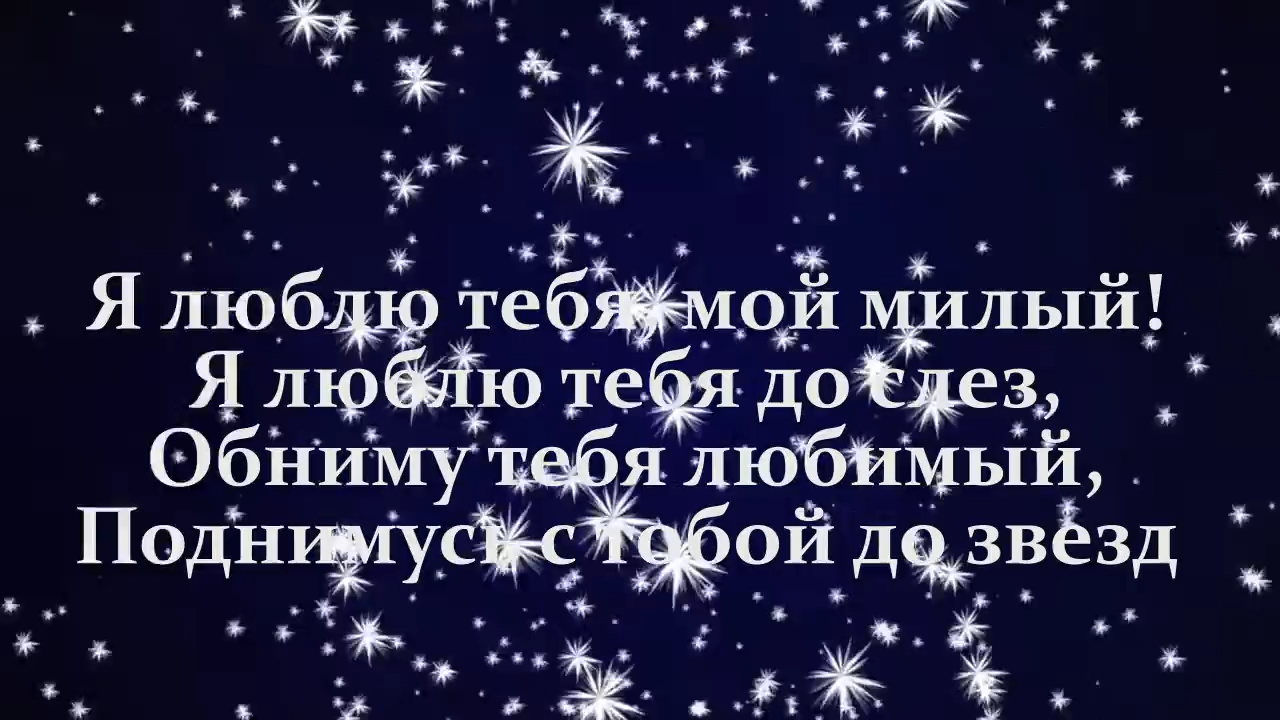 Я люблю тебя, мой милый!
Я люблю тебя до слез,
Обниму тебя любимый,
Поднимусь с тобой до звезд